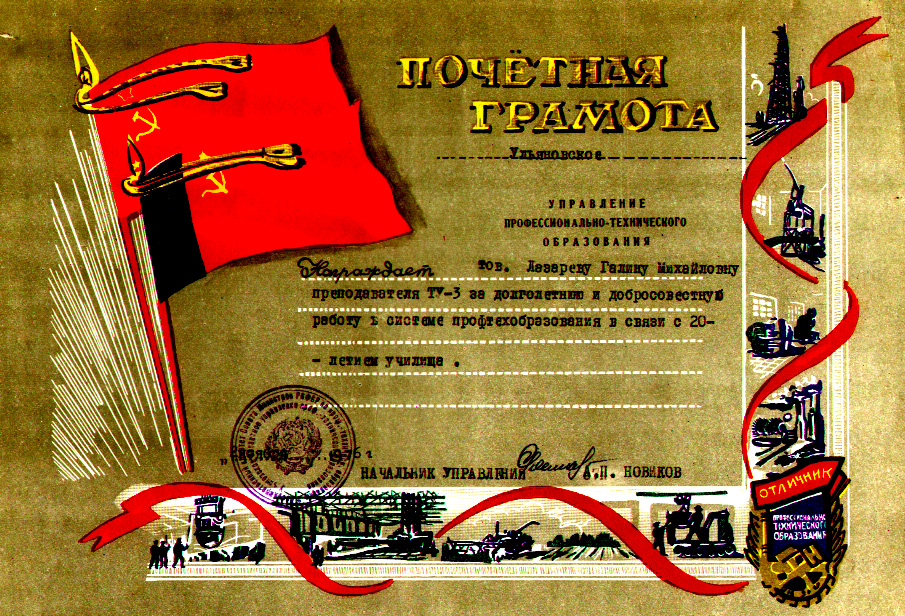 ПОЧЁТНАЯ
ГРАМОТА
Ульяновское
УПРАВЛЕНИЕ
ПРОФЕССИОНАЛЬНО-ТЕХНИЧЕСКОГО
ОБРАЗОВАНИЯ
Награждает тов. Лазареву Галину Михайловну
преподавателя ТУ-3 за долголетнюю и добросовестную
работу в системе профтехобразования в связи с 20-
- летием училища .
НАЧАЛЬНИК УПРАВЛЕНИЯ А.Н. НОВИКОВ
ОТЛИЧНИК
ПРОФЕССИОНАЛЬНО
ТЕХНИЧЕСКОГО
ОБРАЗОВАНИЯ